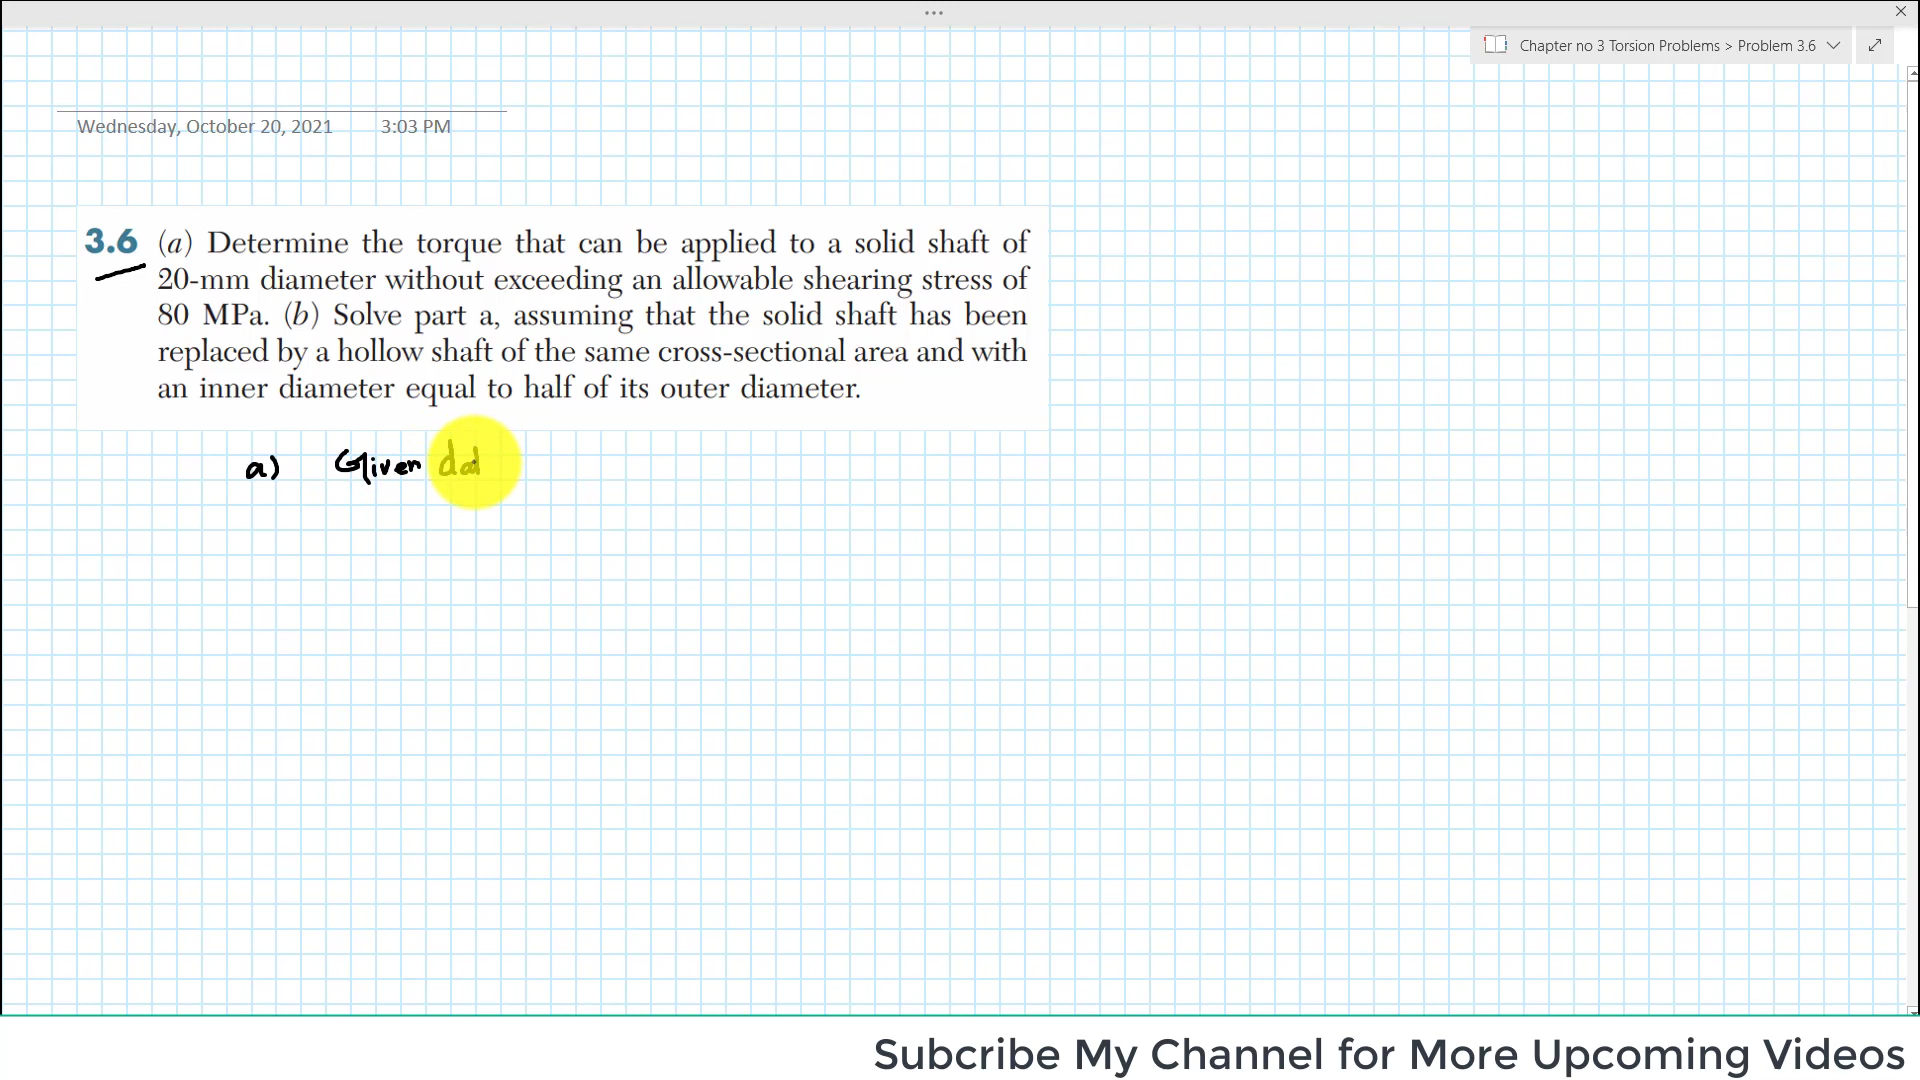 Chapter no 3 Torsion Problems > Problem 3.6
Wednesday, October 20, 2021 3:03 PM
3.6 (a) Determine the torque that can be applied to a solid shaft of
20-mm diameter without exceeding an allowable shearing stress of
80 MPa. (b) Solve part a, assuming that the solid shaft has been
replaced by a hollow shaft of the same cross-sectional area and with
an inner diameter equal to half of its outer diameter.
a) Given dat
Subcribe My Channel for More Upcoming Videos